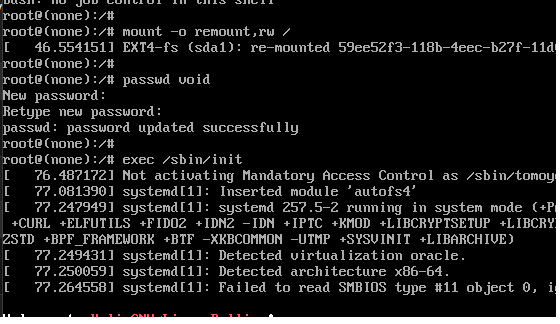 bash: no job control in this shell
root@(none):/#
root@(none):/# mount -o remount,rw /
[   46.554151] EXT4-fs (sda1): re-mounted 59ee52f3-118b-4eec-b27f-11d
root@(none):/#
root@(none):/# passwd void
New password:
Retype new password:
passwd: password updated successfully
root@(none):/#
root@(none):/# exec /sbin/init
[   76.487172] Not activating Mandatory Access Control as /sbin/tomoy
[   77.081390] systemd[1]: Inserted module 'autofs4'
[   77.247949] systemd[1]: systemd 257.5-2 running in system mode (+P
+CURL +ELFUTILS +FIDO2 +IDN2 -IDN +IPTC +KMOD +LIBCRYPTSETUP +LIBCRY
ZSTD +BPF_FRAMEWORK +BTF -XKBCOMMON -UTMP +SYSVINIT +LIBARCHIVE)
[   77.249431] systemd[1]: Detected virtualization oracle.
[   77.250059] systemd[1]: Detected architecture x86-64.
[   77.264558] systemd[1]: Failed to read SMBIOS type #11 object 0, ig